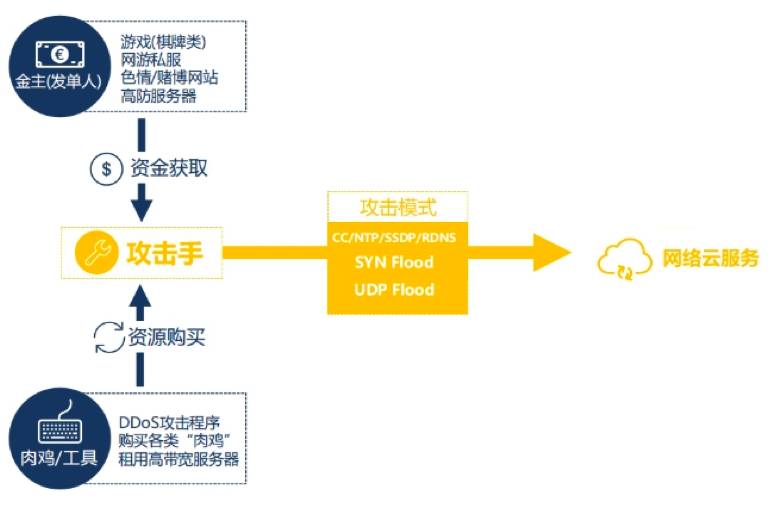 游戏(棋牌类)
网游私服
色情/赌博网站
高防服务器
金主(发单人)
$ 资金获取
攻击手
攻击模式
CC/NTP/SSDP/RDNS
SYN Flood
UDP Flood
网络云服务
资源购买
DDoS攻击程序
购买各类“肉鸡”
租用高带宽服务器
肉鸡/工具